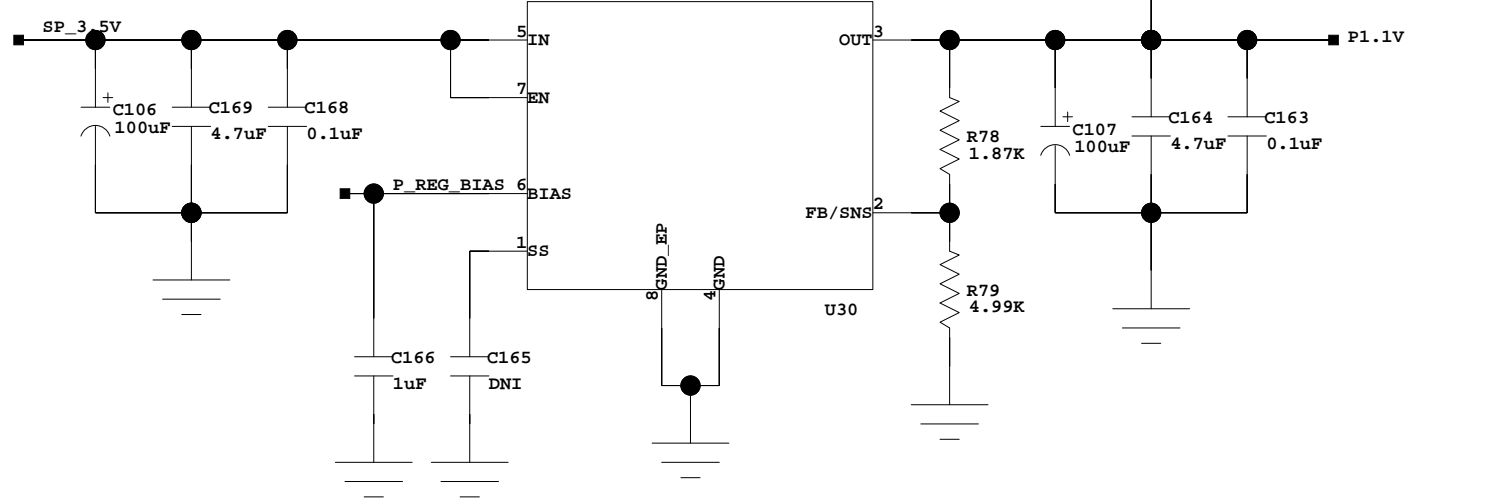 SP_3.5V
5
IN
OUT
3
P1.1V
7
EN
+
C106
100uF
C169
4.7uF
C168
0.1uF
R78
1.87K
+
C107
100uF
C164
4.7uF
C163
0.1uF
P_REG_BIAS
6
BIAS
FB/SNS
2
1
SS
GND_EP
8
GND
4
U30
R79
4.99K
C166
1uF
C165
DNI